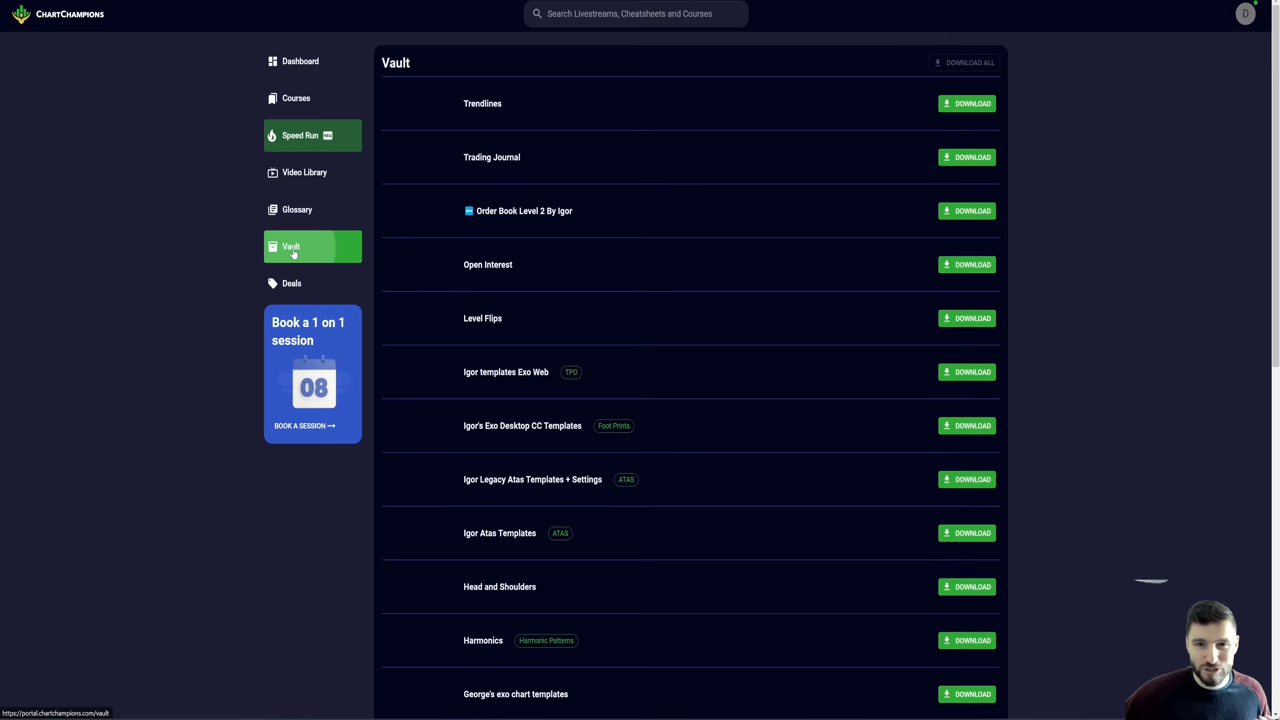 ChartChampions
Search Livestreams, Cheatsheets and Courses
D
Dashboard
Courses
Speed Run
Video Library
Glossary
Vault
Deals
Book a 1 on 1
session
08
BOOK A SESSION
Vault
DOWNLOAD ALL
Trendlines
DOWNLOAD
Trading Journal
DOWNLOAD
Order Book Level 2 By Igor
DOWNLOAD
Open Interest
DOWNLOAD
Level Flips
DOWNLOAD
Igor templates Exo Web TPO
DOWNLOAD
Igor's Exo Desktop CC Templates Foot Prints
DOWNLOAD
Igor Legacy Atas Templates + Settings ATAS
DOWNLOAD
Igor Atas Templates ATAS
DOWNLOAD
Head and Shoulders
DOWNLOAD
Harmonics Harmonic Patterns
DOWNLOAD
George's exo chart templates
DOWNLOAD
https://portal.chartchampions.com/vault